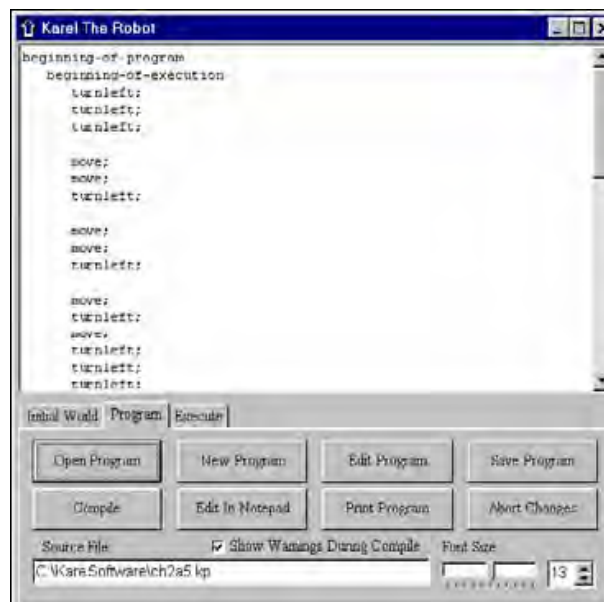 Karel The Robot
beginning-of-program
beginning-of-execution
turnleft;
turnleft;
turnleft;
move;
move;
turnleft;
move;
move;
turnleft;
move;
turnleft;
move;
turnleft;
turnleft;
turnleft;
Initial World Program Execute
Open Program New Program Edit Program Save Program
Compile Edit In Notepad Print Program Abort Changes
Source File: Show Warnings During Compile Font Size
C:\KarelSoftware\ch2a5.kp 13